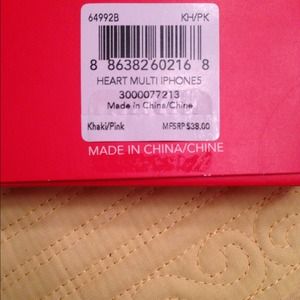 64992B KH/PK
8 8638260216 8
HEART MULTI IPHONE5
3000077213
Made in China/Chine
Khaki/Pink MFSRP $38.00
MADE IN CHINA/CHINE